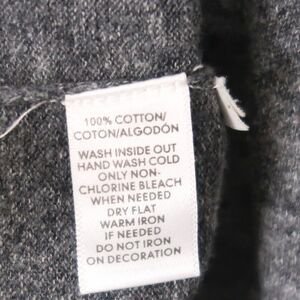 100% COTTON/
COTON/ALGODÓN
WASH INSIDE OUT
HAND WASH COLD
ONLY NON-
CHLORINE BLEACH
WHEN NEEDED
DRY FLAT
WARM IRON
IF NEEDED
DO NOT IRON
ON DECORATION